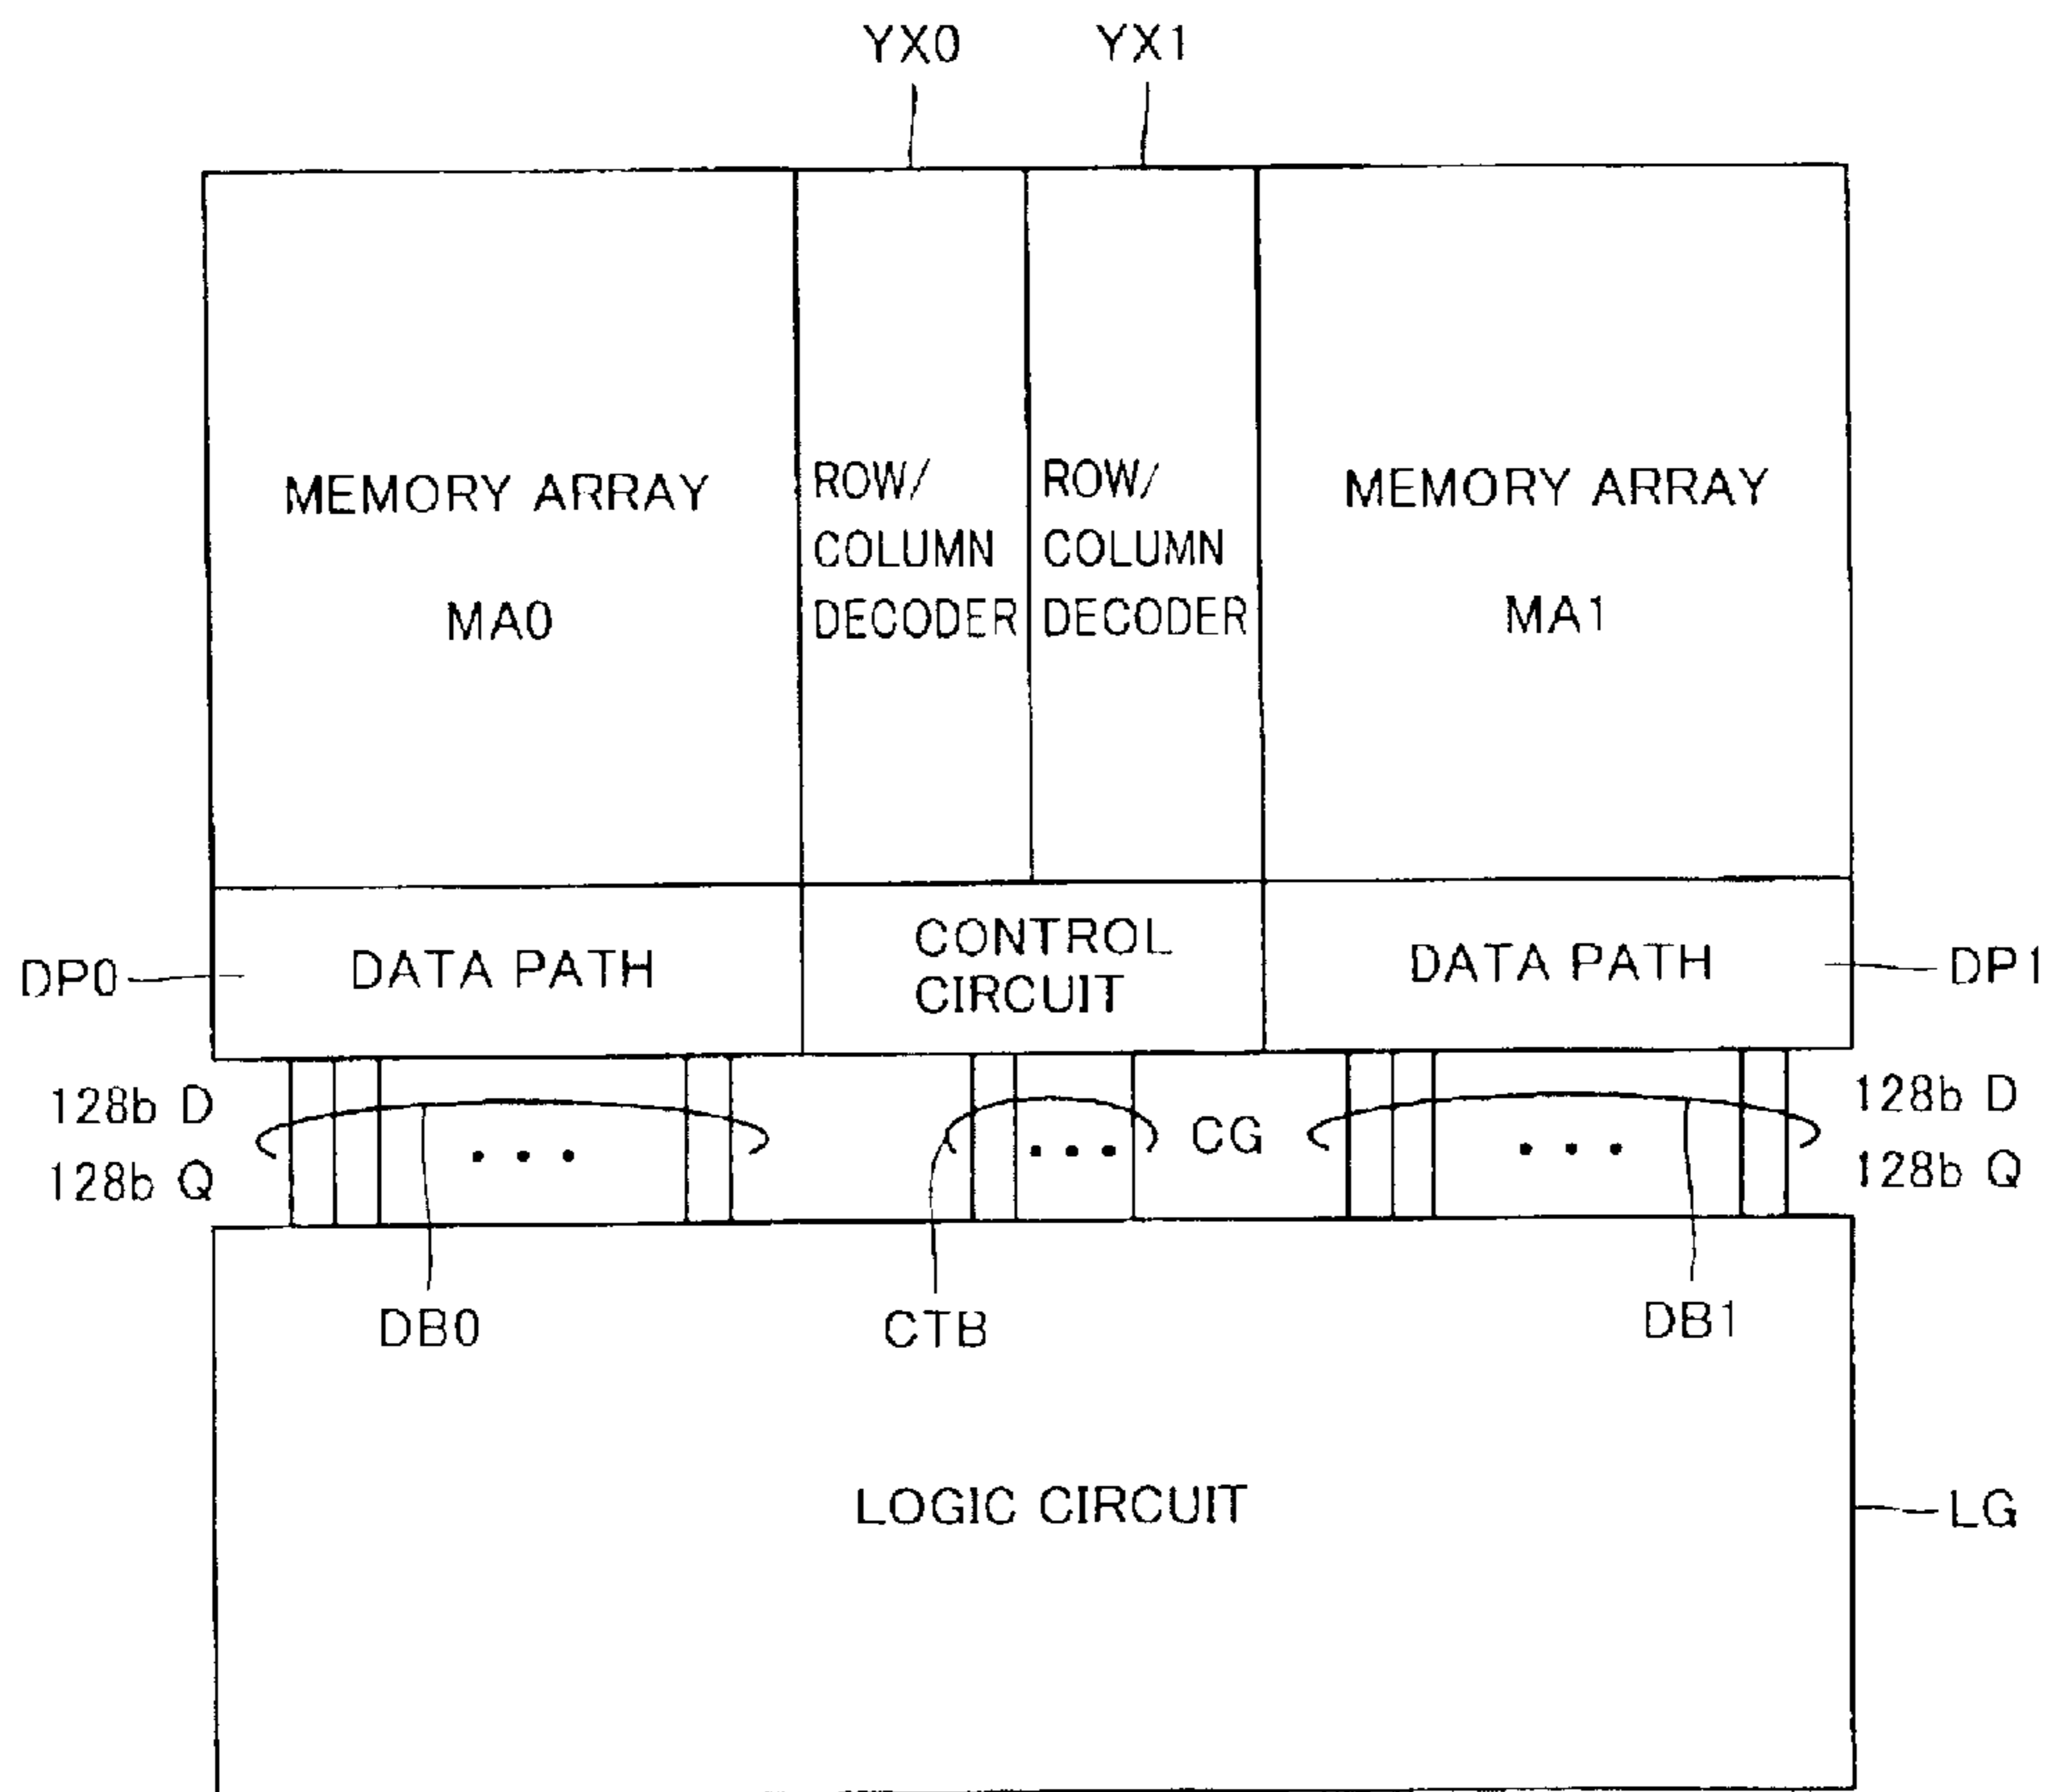 YX0
YX1
MEMORY ARRAY
MA0
ROW/
COLUMN
DECODER
ROW/
COLUMN
DECODER
MEMORY ARRAY
MA1
DP0
DATA PATH
CONTROL
CIRCUIT
DATA PATH
DP1
128b D
128b Q
CG
128b D
128b Q
DB0
CTB
DB1
LOGIC CIRCUIT
LG